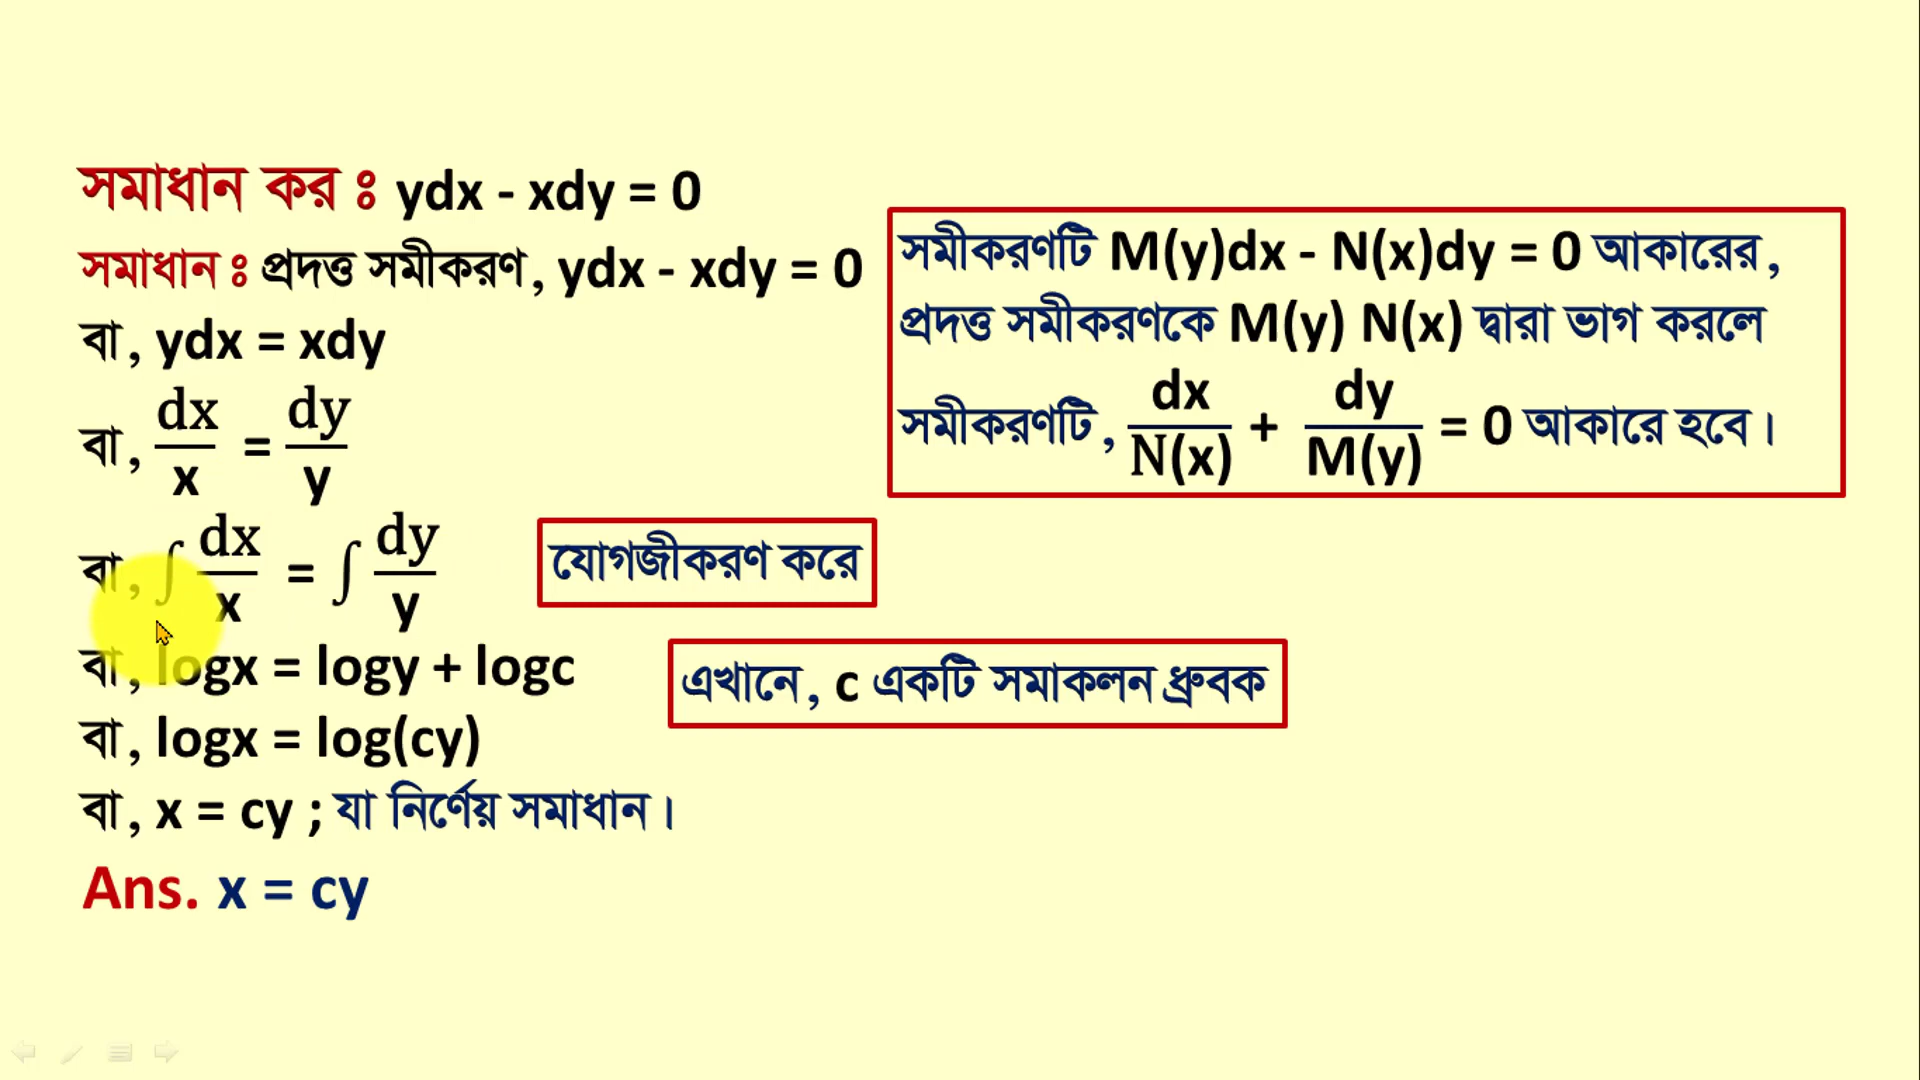 সমাধান কর ঃ ydx - xdy = 0
সমাধান ঃ প্রদত্ত সমীকরণ, ydx - xdy = 0
বা, ydx = xdy
বা, dx/x = dy/y
বা, ∫ dx/x = ∫ dy/y
যোগজীকরণ করে
বা, logx = logy + logc
এখানে, c একটি সমাকলন ধ্রুবক
বা, logx = log(cy)
বা, x = cy ; যা নির্ণেয় সমাধান।
Ans. x = cy
সমীকরণটি M(y)dx - N(x)dy = 0 আকারের,
প্রদত্ত সমীকরণকে M(y) N(x) দ্বারা ভাগ করলে
সমীকরণটি, dx/N(x) + dy/M(y) = 0 আকারে হবে।